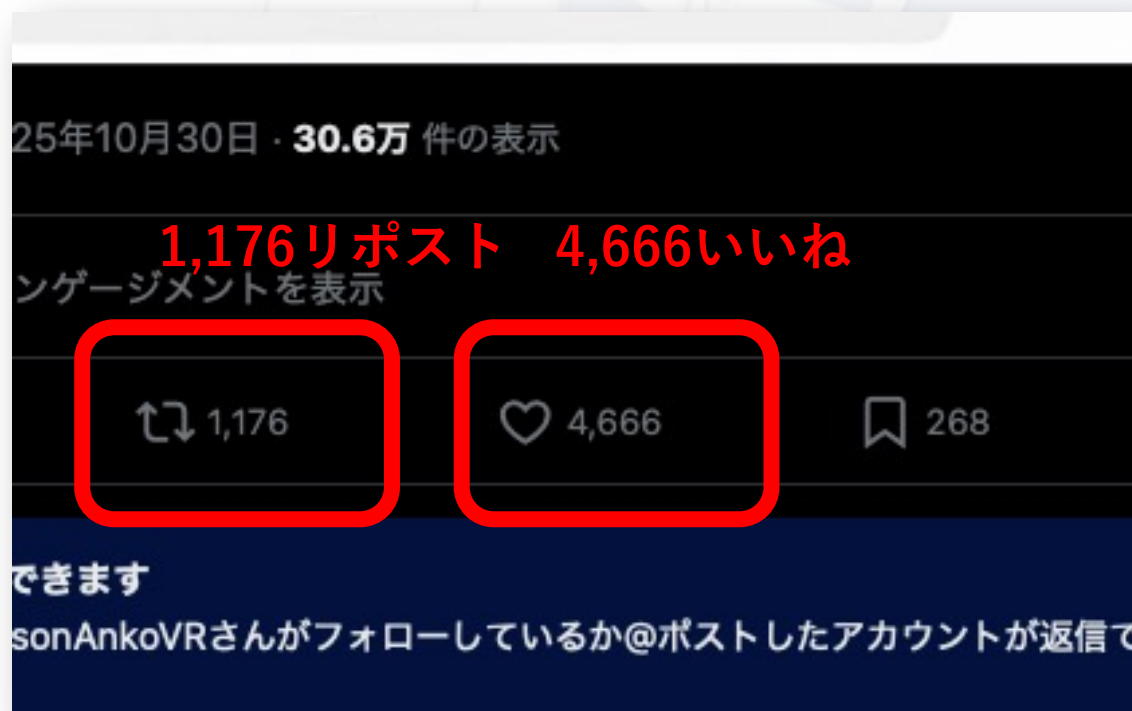 25年10月30日 · 30.6万 件の表示
1,176リポスト　4,666いいね
ンゲージメントを表示
1,176 4,666 268
できます
sonAnkoVRさんがフォローしているか@ポストしたアカウントが返信で